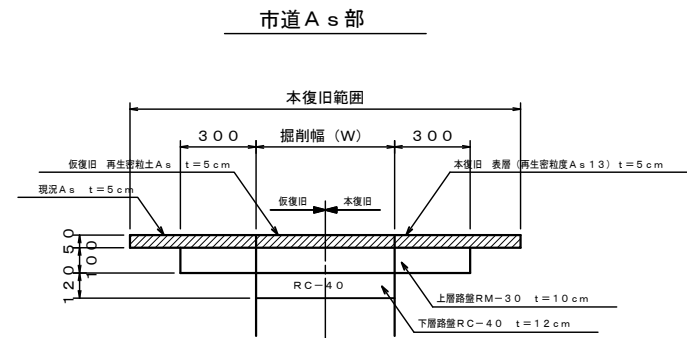 市道Ａｓ部
本復旧範囲
３００ 掘削幅（W） ３００
仮復旧 再生密粒土Ａｓ ｔ＝５ｃｍ
本復旧 表層（再生密粒度Ａｓ１３）ｔ＝５ｃｍ
現況Ａｓ ｔ＝５ｃｍ
仮復旧 本復旧
５０
１００
１２０
ＲＣ－４０
上層路盤ＲＭ－３０ ｔ＝１０ｃｍ
下層路盤ＲＣ－４０ ｔ＝１２ｃｍ